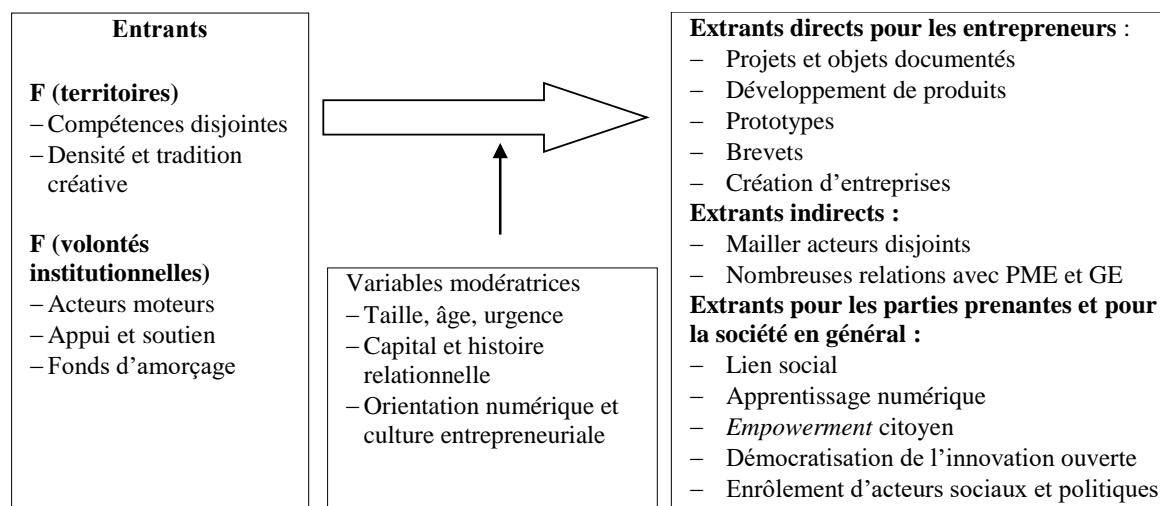 Entrants
F (territoires)
– Compétences disjointes
– Densité et tradition
créative
F (volontés
institutionnelles)
– Acteurs moteurs
– Appui et soutien
– Fonds d’amorçage
Variables modératrices
– Taille, âge, urgence
– Capital et histoire
relationnelle
– Orientation numérique et
culture entrepreneuriale
Extrants directs pour les entrepreneurs :
– Projets et objets documentés
– Développement de produits
– Prototypes
– Brevets
– Création d’entreprises
Extrants indirects :
– Mailler acteurs disjoints
– Nombreuses relations avec PME et GE
Extrants pour les parties prenantes et pour
la société en général :
– Lien social
– Apprentissage numérique
– Empowerment citoyen
– Démocratisation de l’innovation ouverte
– Enrôlement d’acteurs sociaux et politiques